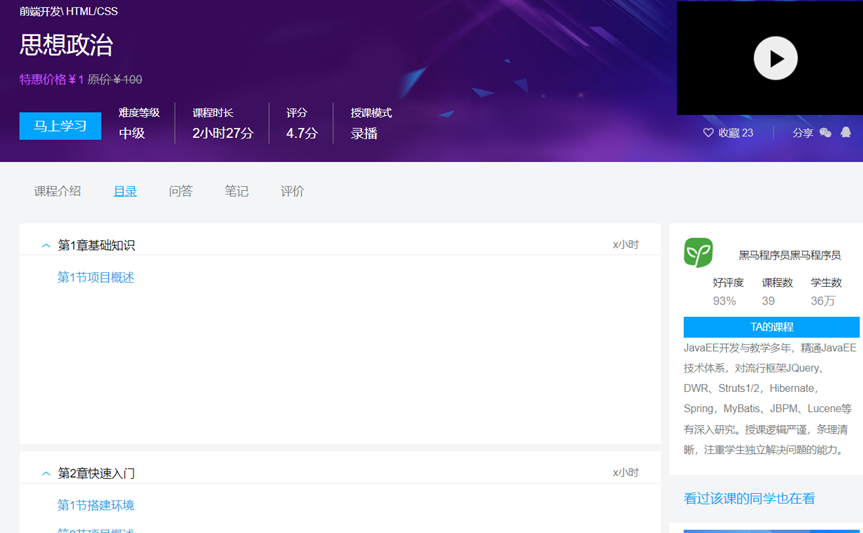 前端开发\ HTML/CSS
思想政治
特惠价格￥1 原价￥100
马上学习
难度等级 课程时长 评分 授课模式
中级 2小时27分 4.7分 录播
收藏 23 分享
课程介绍 目录 问答 笔记 评价
第1章基础知识 x小时
第1节项目概述
黑马程序员黑马程序员
好评度 课程数 学生数
93% 39 36万
TA的课程
JavaEE开发与教学多年，精通JavaEE
技术体系，对流行框架JQuery、
DWR、Struts1/2，Hibernate，
Spring，MyBatis、JBPM、Lucene等
有深入研究。授课逻辑严谨，条理清
晰，注重学生独立解决问题的能力。
第2章快速入门 x小时
第1节搭建环境
看过该课的同学也在看